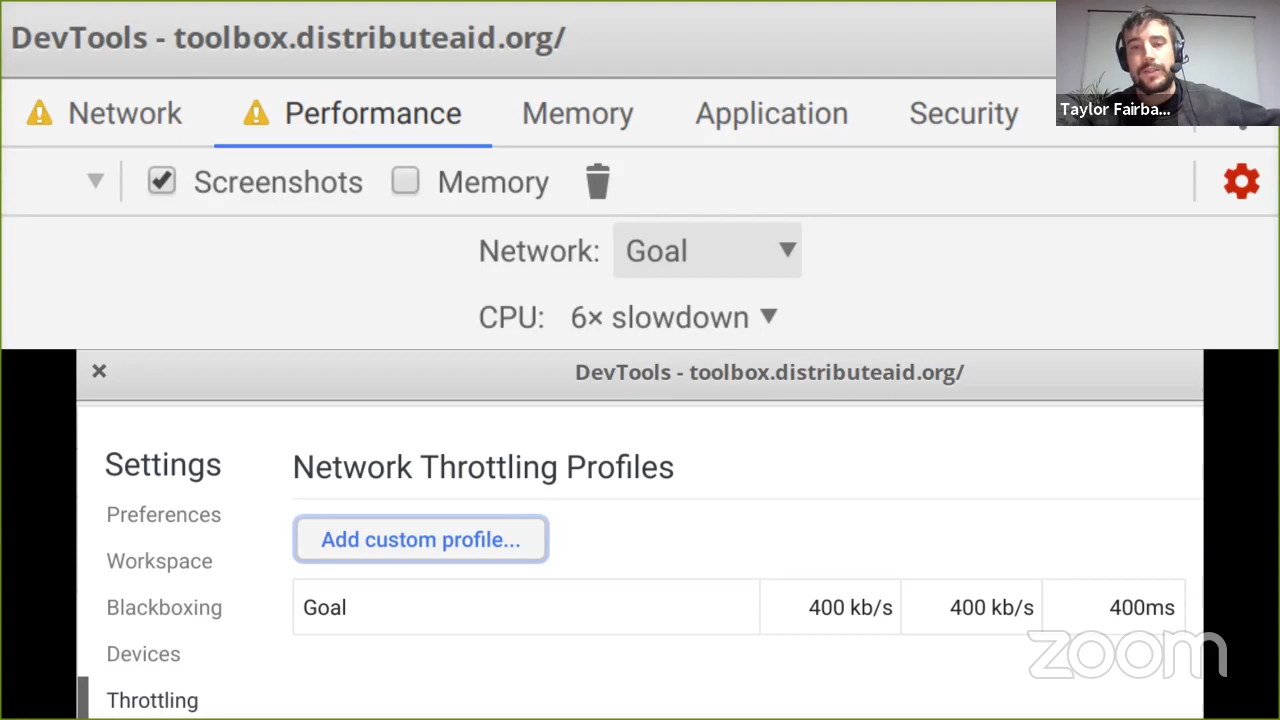 DevTools - toolbox.distributeaid.org/
Taylor Fairba...
Network Performance Memory Application Security
Screenshots Memory
Network: Goal
CPU: 6× slowdown
DevTools - toolbox.distributeaid.org/
Settings
Preferences
Workspace
Blackboxing
Devices
Throttling
Network Throttling Profiles
Add custom profile...
Goal 400 kb/s 400 kb/s 400ms
zoom